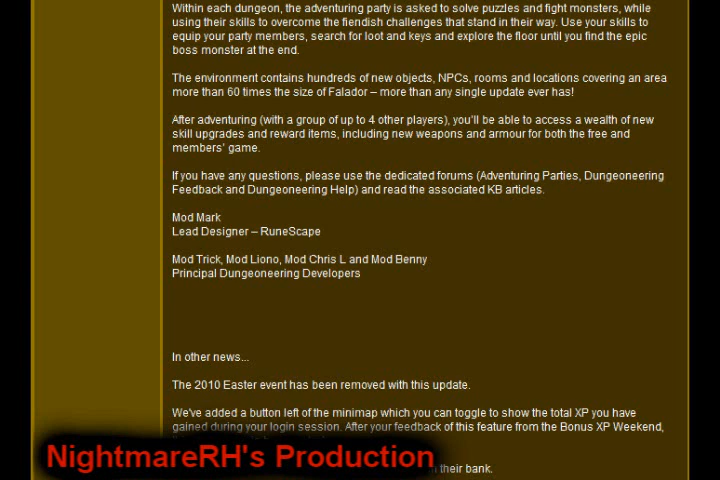 Within each dungeon, the adventuring party is asked to solve puzzles and fight monsters, while
using their skills to overcome the fiendish challenges that stand in their way. Use your skills to
equip your party members, search for loot and keys and explore the floor until you find the epic
boss monster at the end.
The environment contains hundreds of new objects, NPCs, rooms and locations covering an area
more than 60 times the size of Falador – more than any single update ever has!
After adventuring (with a group of up to 4 other players), you'll be able to access a wealth of new
skill upgrades and reward items, including new weapons and armour for both the free and
members' game.
If you have any questions, please use the dedicated forums (Adventuring Parties, Dungeoneering
Feedback and Dungeoneering Help) and read the associated KB articles.
Mod Mark
Lead Designer – RuneScape
Mod Trick, Mod Liono, Mod Chris L and Mod Benny
Principal Dungeoneering Developers
In other news...
The 2010 Easter event has been removed with this update.
We've added a button left of the minimap which you can toggle to show the total XP you have
gained during your login session. After your feedback of this feature from the Bonus XP Weekend,
NightmareRH's Production
their bank.